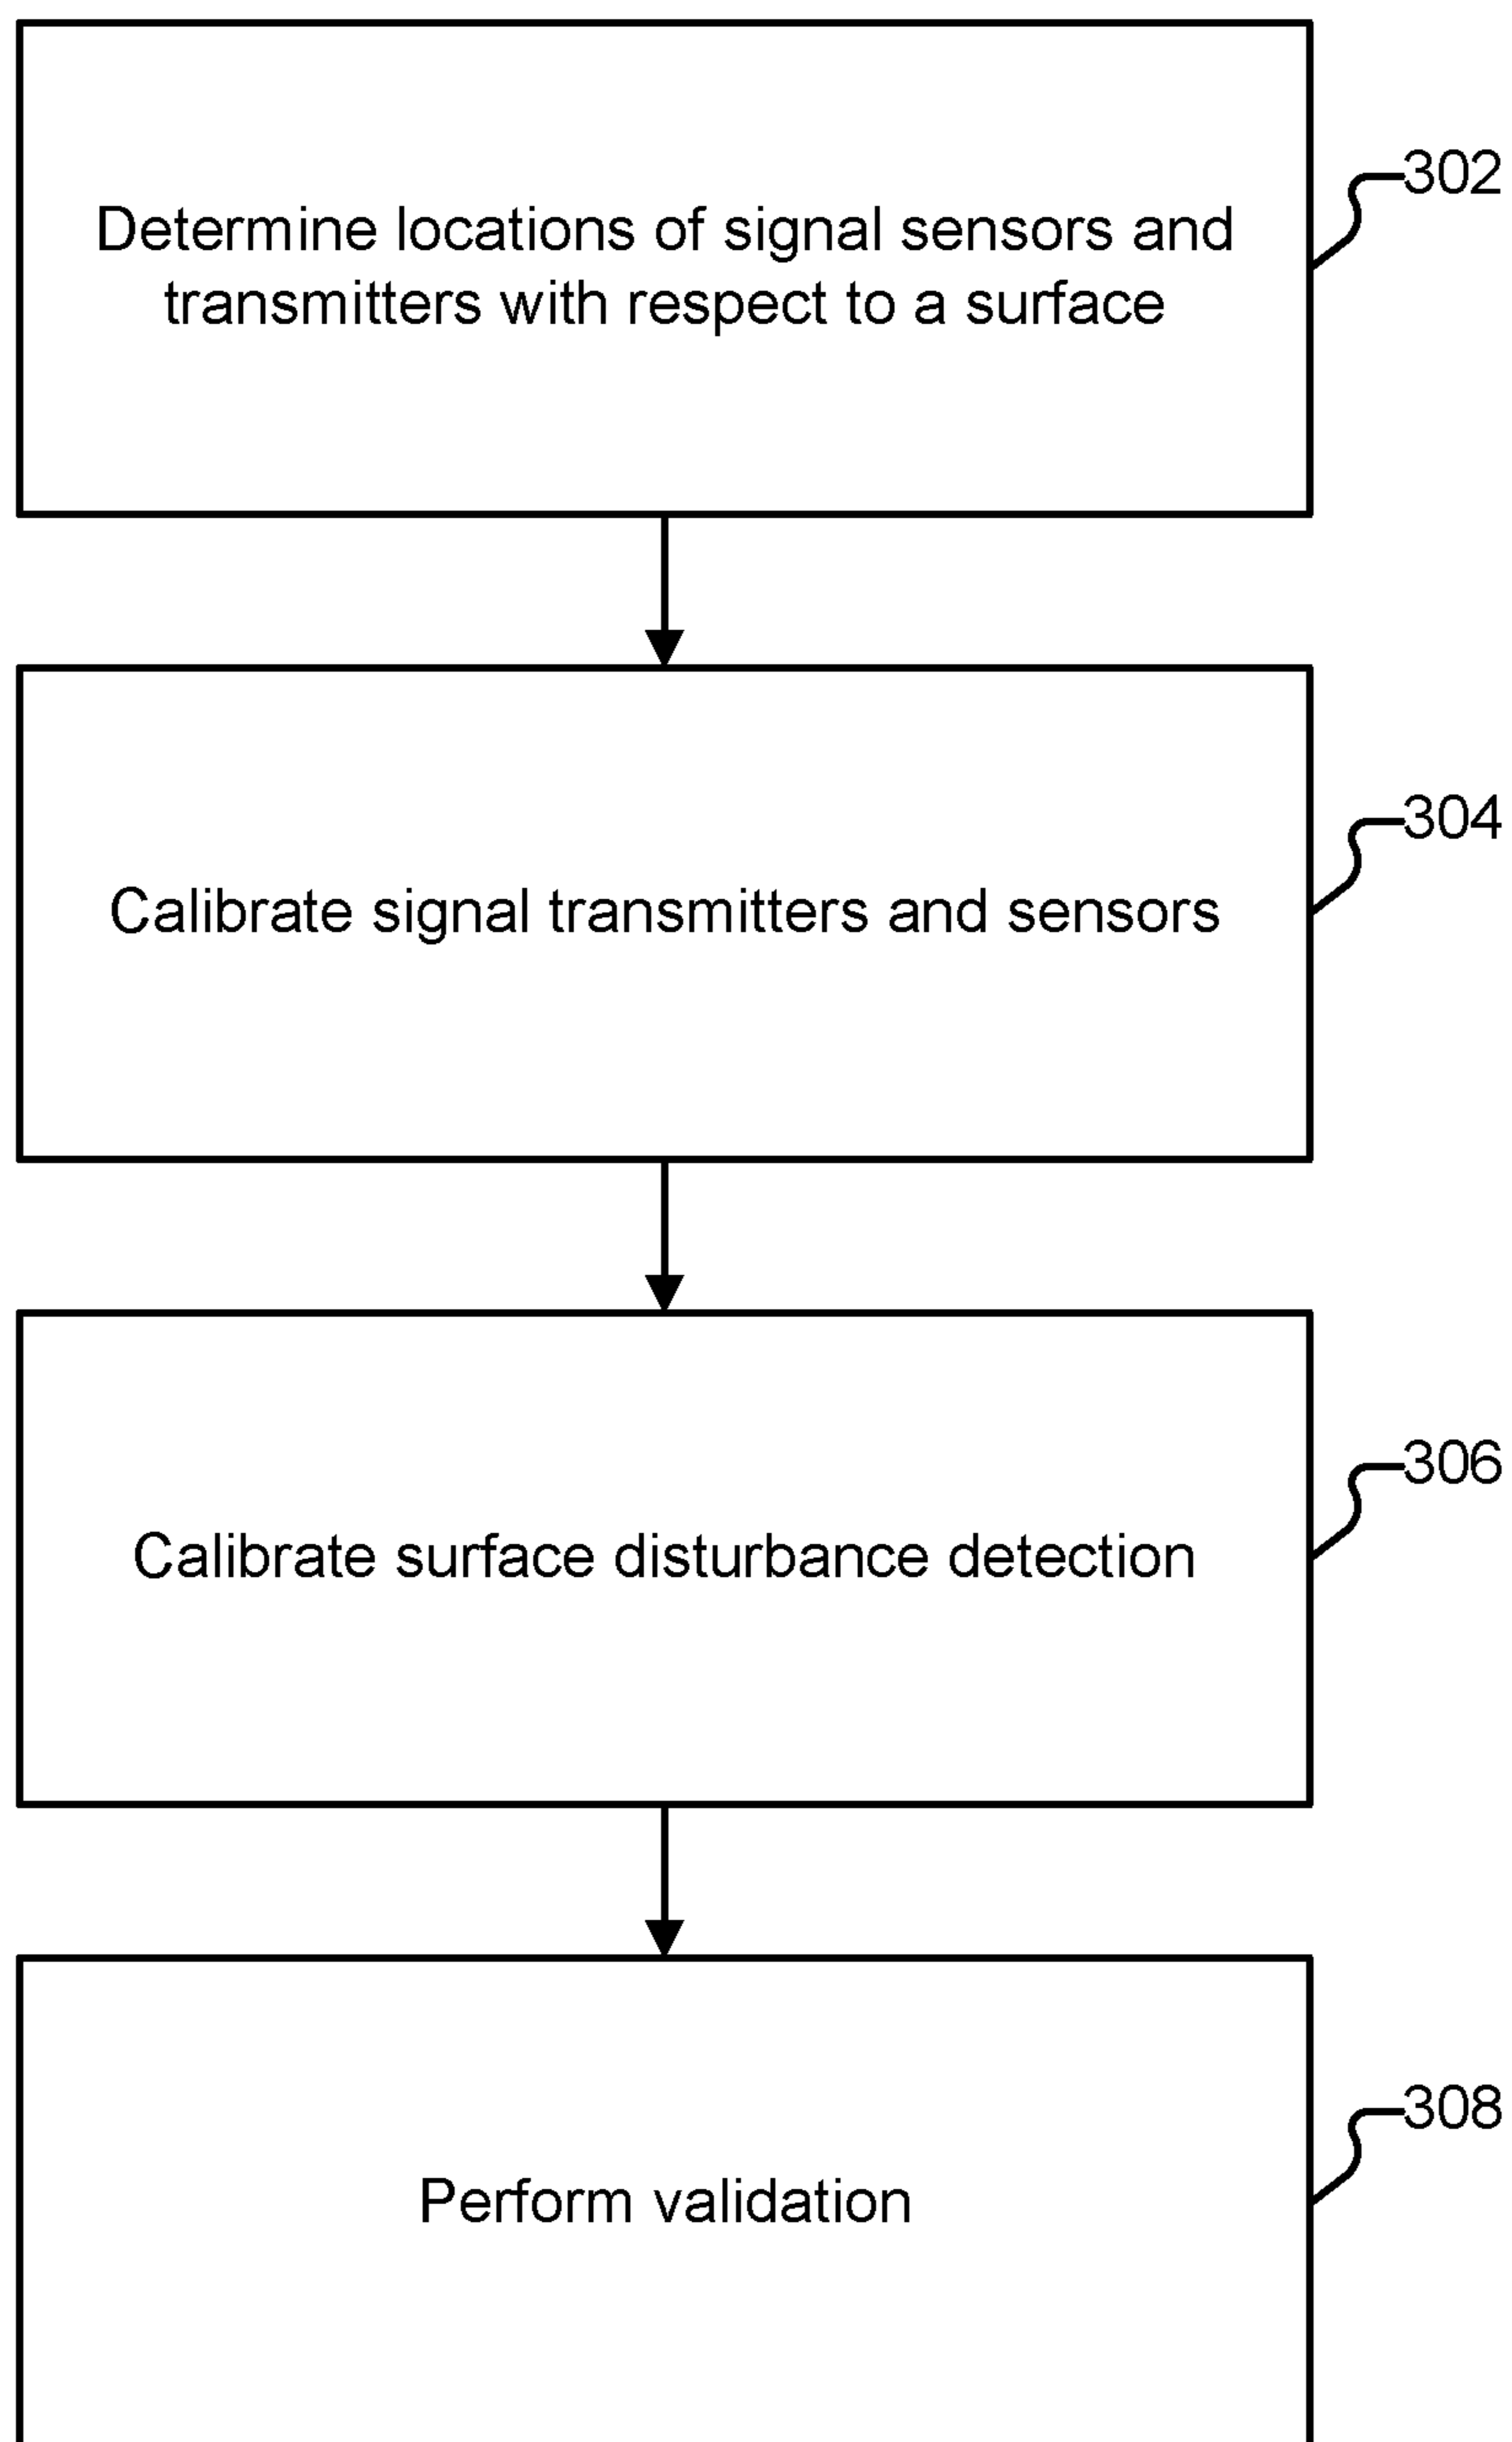 Determine locations of signal sensors and
transmitters with respect to a surface
302
Calibrate signal transmitters and sensors
304
Calibrate surface disturbance detection
306
Perform validation
308